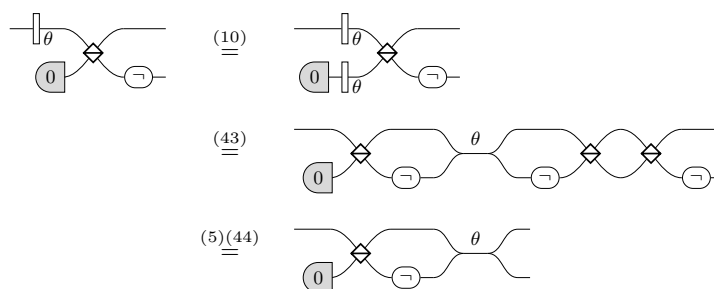 θ 0 ¬ (10) = θ 0 θ ¬
(43) = 0 ¬ θ ¬ ¬
(5)(44) = 0 ¬ θ